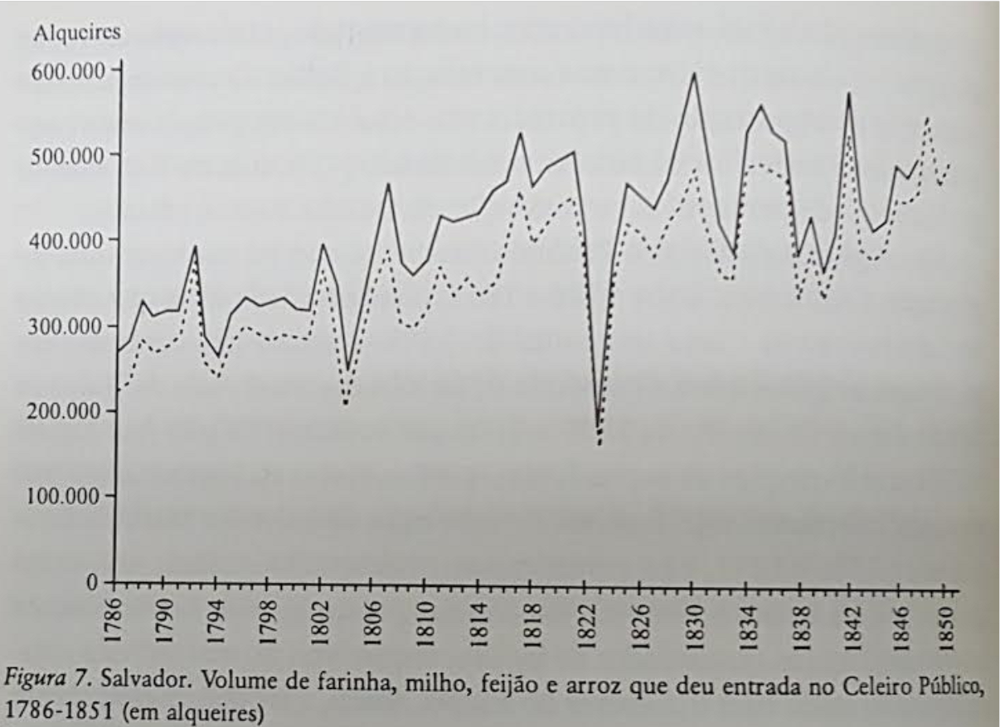 Alqueires
600.000
500.000
400.000
300.000
200.000
100.000
0
1786 1790 1794 1798 1802 1806 1810 1814 1818 1822 1826 1830 1834 1838 1842 1846 1850
Figura 7. Salvador. Volume de farinha, milho, feijão e arroz que deu entrada no Celeiro Público,
1786-1851 (em alqueires)